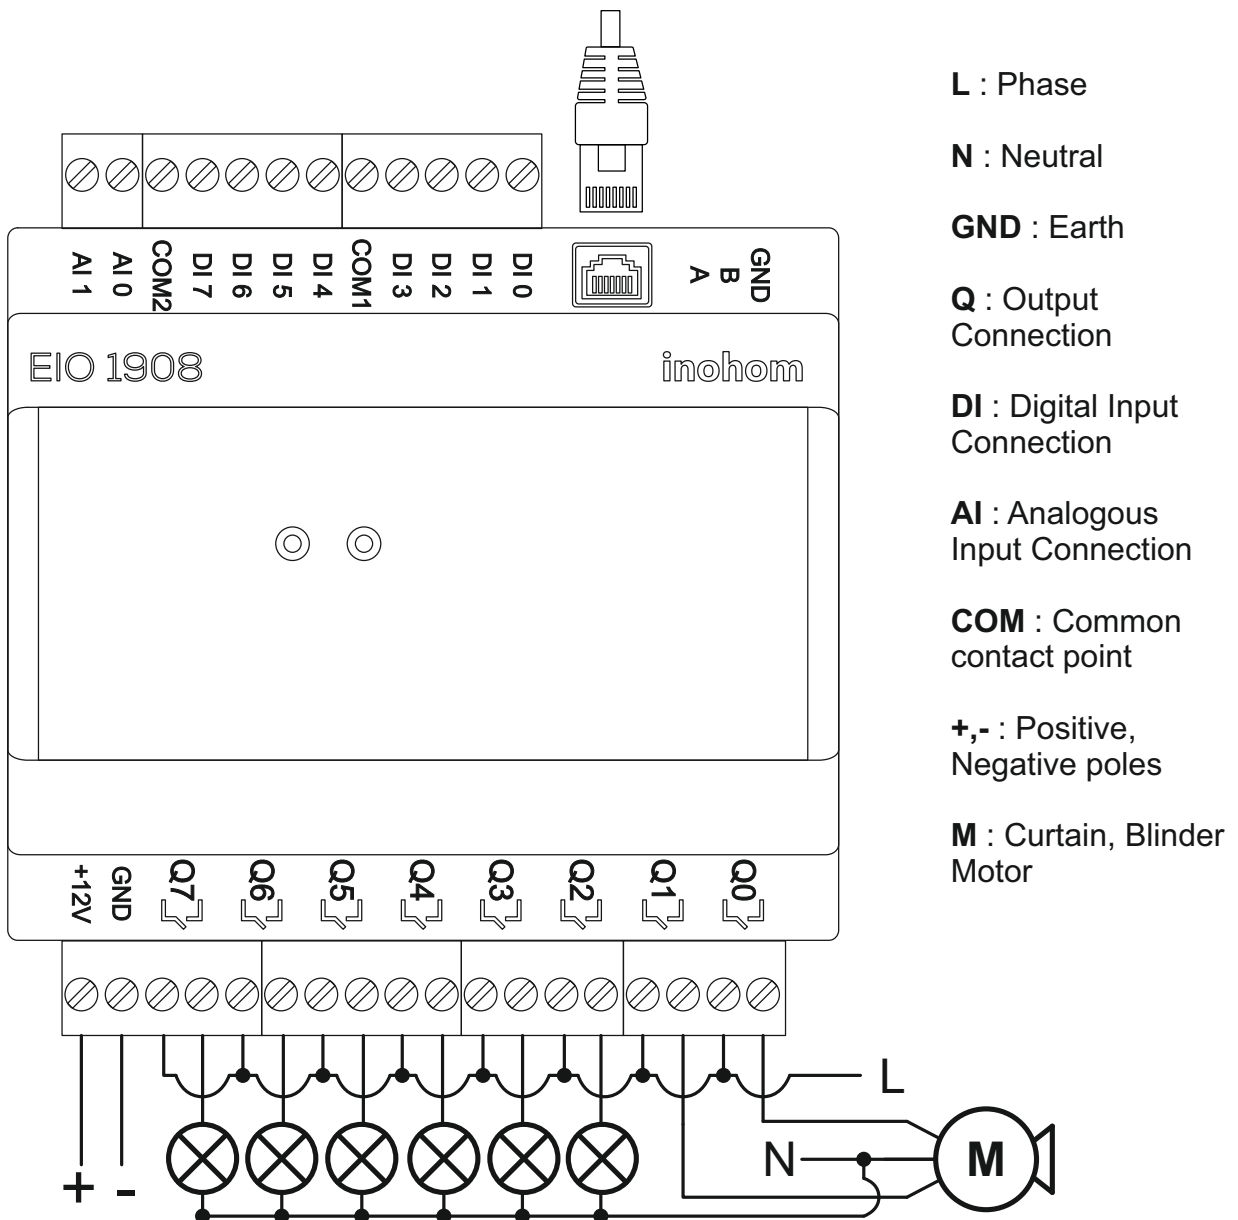 AI 1
AI 0
COM2
DI 7
DI 6
DI 5
DI 4
COM1
DI 3
DI 2
DI 1
DI 0
A
B
GND
EIO 1908
inohom
+12V
GND
Q7
Q6
Q5
Q4
Q3
Q2
Q1
Q0
L
N
M
+ -
L : Phase
N : Neutral
GND : Earth
Q : Output
Connection
DI : Digital Input
Connection
AI : Analogous
Input Connection
COM : Common
contact point
+,- : Positive,
Negative poles
M : Curtain, Blinder
Motor